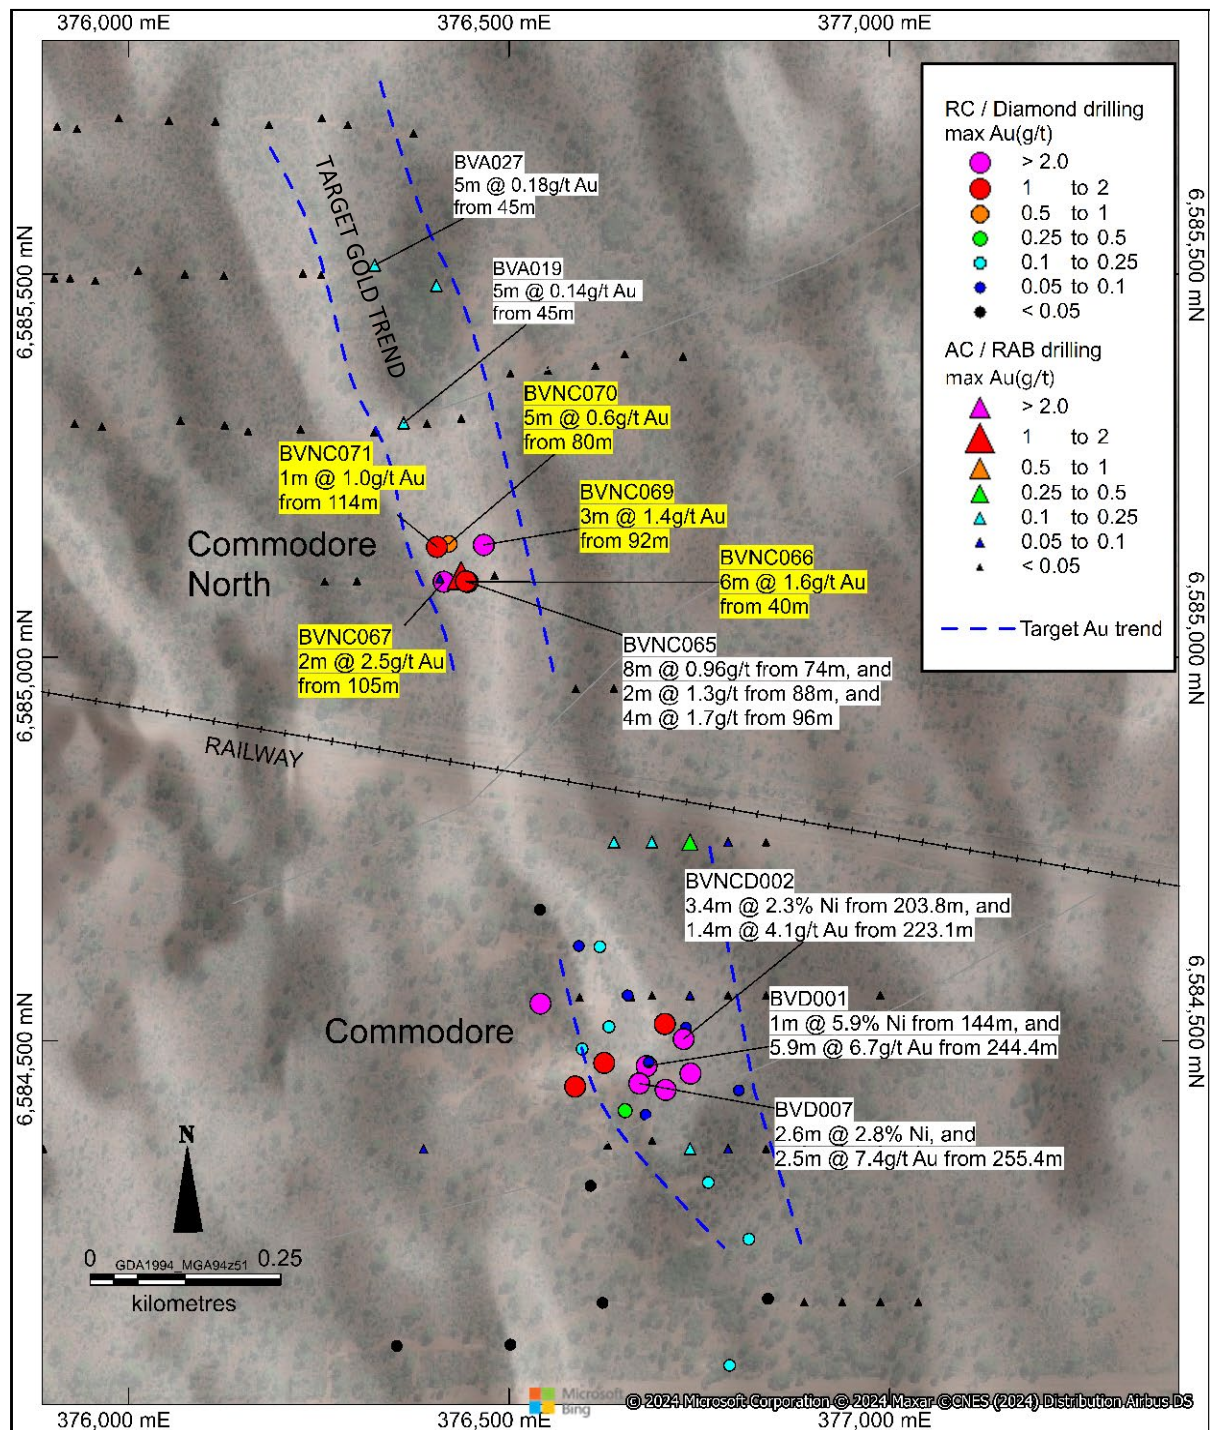 376,000 mE
376,500 mE
377,000 mE
RC / Diamond drilling
max Au(g/t)
> 2.0
1 to 2
0.5 to 1
0.25 to 0.5
0.1 to 0.25
0.05 to 0.1
< 0.05
AC / RAB drilling
max Au(g/t)
> 2.0
1 to 2
0.5 to 1
0.25 to 0.5
0.1 to 0.25
0.05 to 0.1
< 0.05
Target Au trend
6,585,500 mN
6,585,500 mN
TARGET GOLD TREND
BVA027
5m @ 0.18g/t Au
from 45m
BVA019
5m @ 0.14g/t Au
from 45m
BVNC070
5m @ 0.6g/t Au
from 80m
BVNC071
1m @ 1.0g/t Au
from 114m
BVNC069
3m @ 1.4g/t Au
from 92m
Commodore
North
BVNC066
6m @ 1.6g/t Au
from 40m
BVNC067
2m @ 2.5g/t Au
from 105m
BVNC065
8m @ 0.96g/t from 74m, and
2m @ 1.3g/t from 88m, and
4m @ 1.7g/t from 96m
6,585,000 mN
6,585,000 mN
RAILWAY
BVNCD002
3.4m @ 2.3% Ni from 203.8m, and
1.4m @ 4.1g/t Au from 223.1m
BVD001
1m @ 5.9% Ni from 144m, and
5.9m @ 6.7g/t Au from 244.4m
Commodore
BVD007
2.6m @ 2.8% Ni, and
2.5m @ 7.4g/t Au from 255.4m
6,584,500 mN
6,584,500 mN
N
0 0.25
GDA1994_MGA94z51
kilometres
Microsoft
Bing
© 2024 Microsoft Corporation © 2024 Maxar ©CNES (2024) Distribution Airbus DS
376,000 mE
376,500 mE
377,000 mE